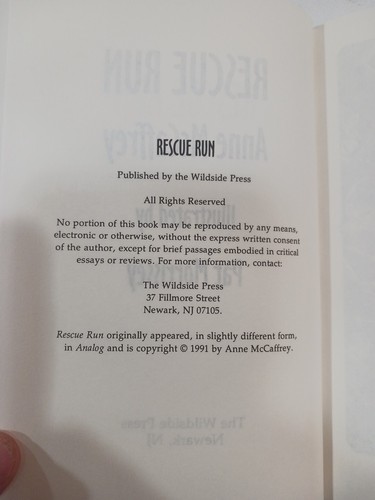 RESCUE RUN
Published by the Wildside Press
All Rights Reserved
No portion of this book may be reproduced by any means,
electronic or otherwise, without the express written consent
of the author, except for brief passages embodied in critical
essays or reviews. For more information, contact:
The Wildside Press
37 Fillmore Street
Newark, NJ 07105.
Rescue Run originally appeared, in slightly different form,
in Analog and is copyright © 1991 by Anne McCaffrey.